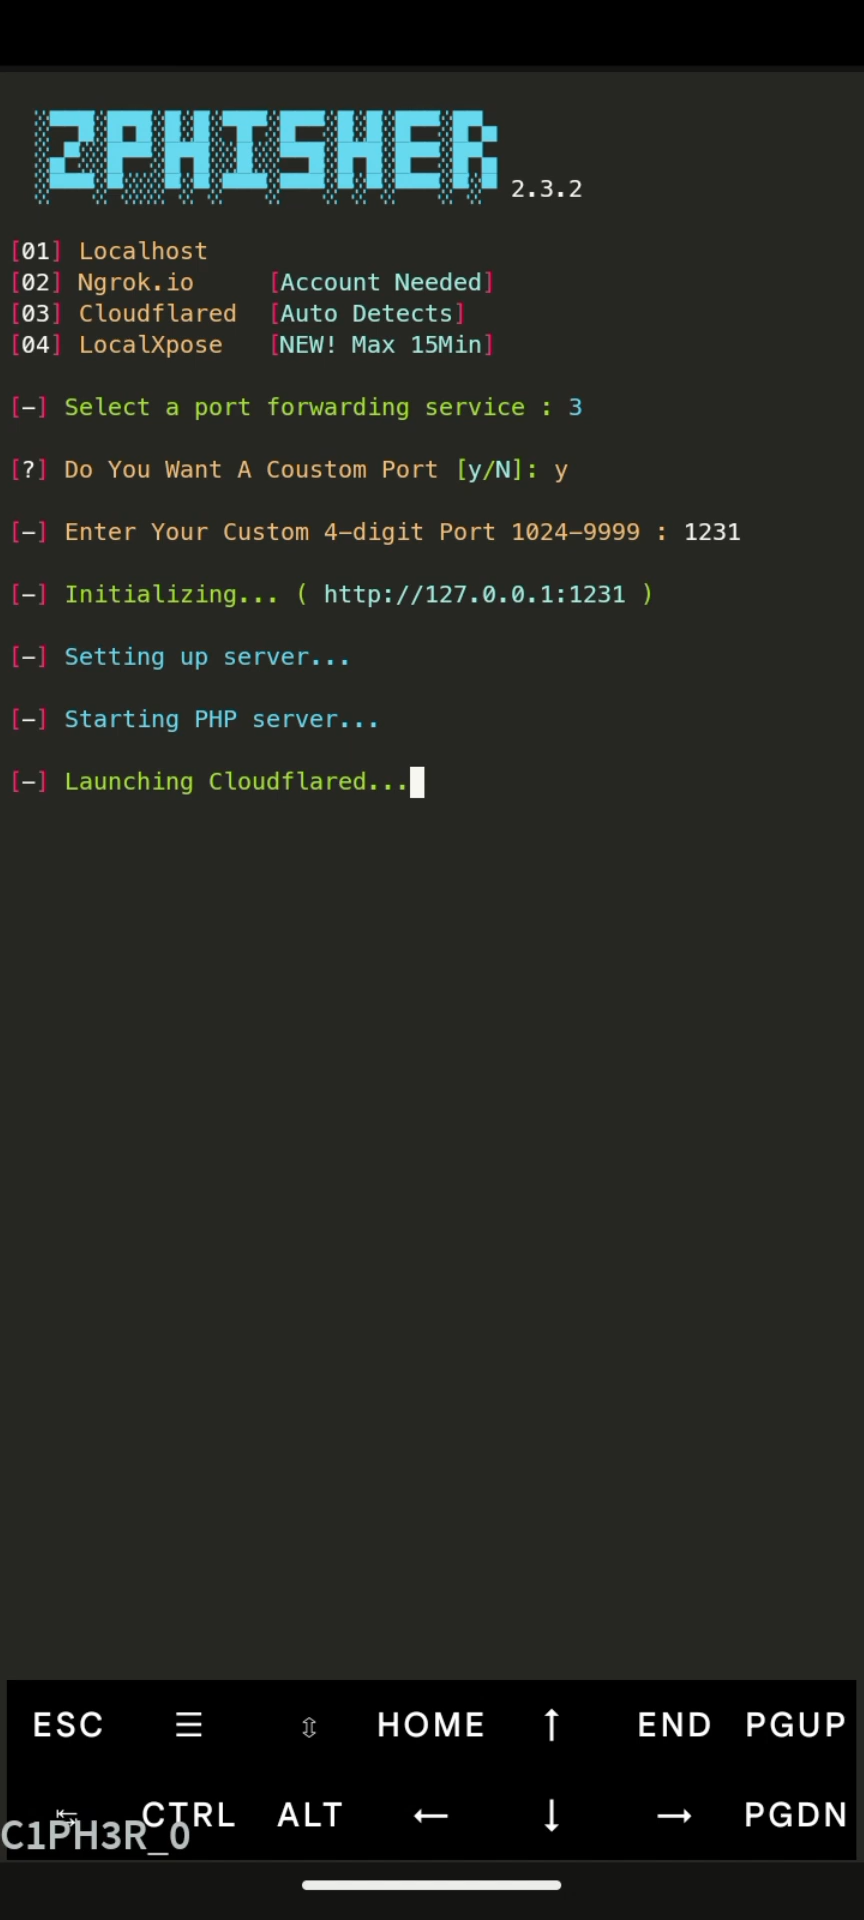 ZPHISHER 2.3.2
[01] Localhost
[02] Ngrok.io [Account Needed]
[03] Cloudflared [Auto Detects]
[04] LocalXpose [NEW! Max 15Min]
[-] Select a port forwarding service : 3
[?] Do You Want A Coustom Port [y/N]: y
[-] Enter Your Custom 4-digit Port 1024-9999 : 1231
[-] Initializing... ( http://127.0.0.1:1231 )
[-] Setting up server...
[-] Starting PHP server...
[-] Launching Cloudflared...
ESC ☰ ⇳ HOME ↑ END PGUP
↹ CTRL ALT ← ↓ → PGDN
C1PH3R_0